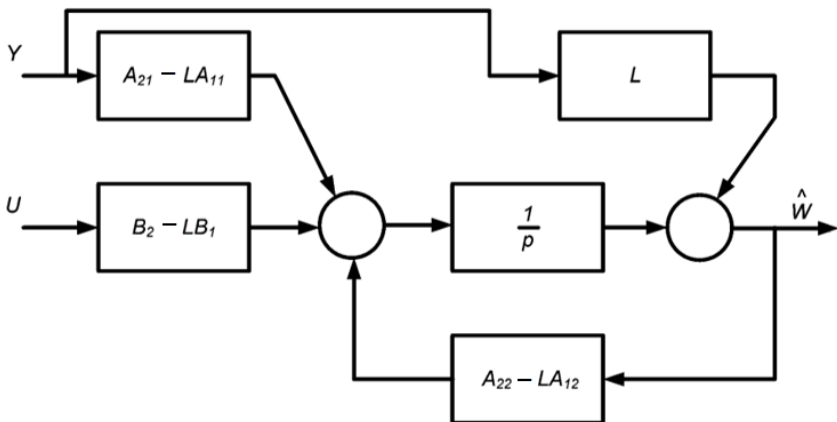 Y
A₂₁ – LA₁₁
L
U
B₂ – LB₁
1
p
Ŵ
A₂₂ – LA₁₂